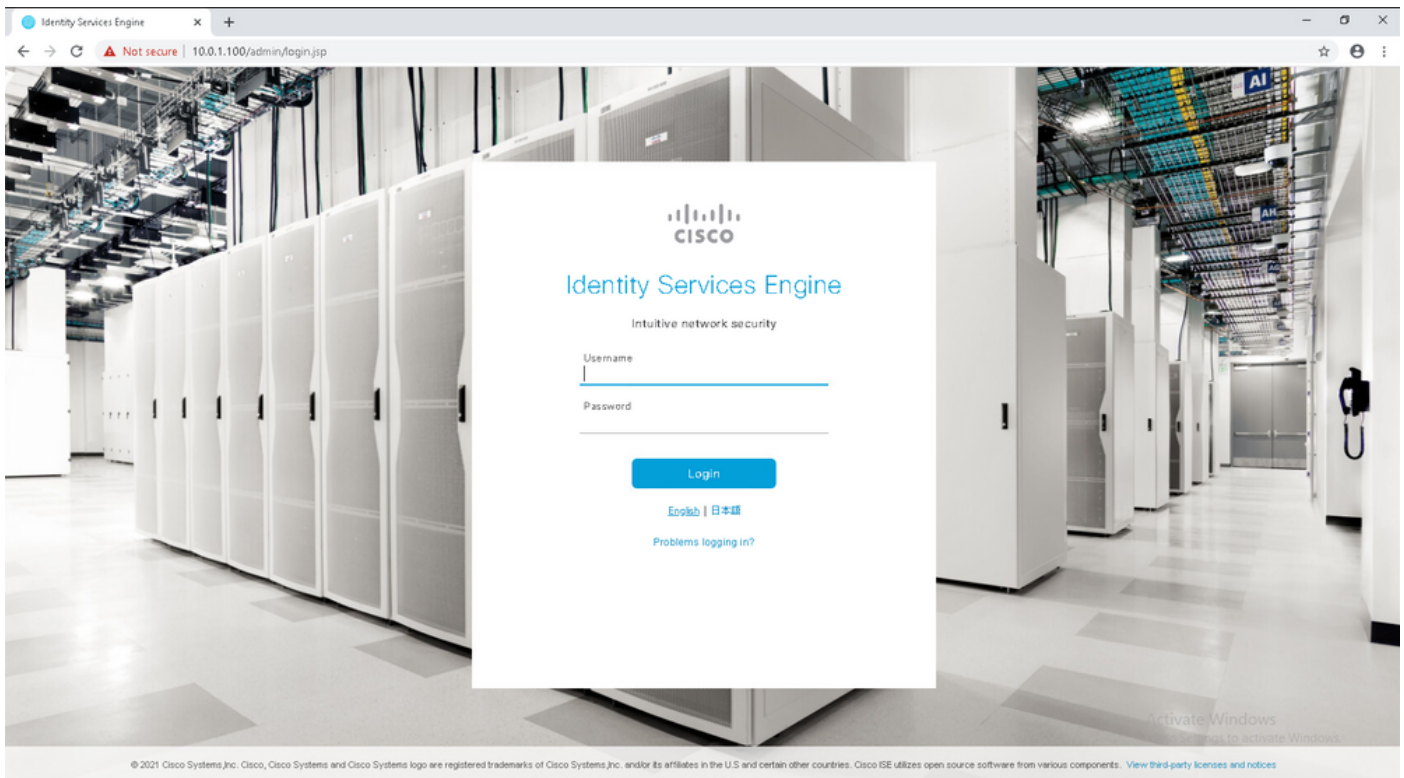 Identity Services Engine
Not secure | 10.0.1.100/admin/login.jsp
AI
AH
CISCO
Identity Services Engine
Intuitive network security
Username
Password
Login
English | 日本語
Problems logging in?
Activate Windows
to activate Windows.
© 2021 Cisco Systems,Inc. Cisco, Cisco Systems and Cisco Systems logo are registered trademarks of Cisco Systems,Inc. and/or its affiliates in the U.S and certain other countries. Cisco ISE utilizes open source software from various components. View third-party licenses and notices